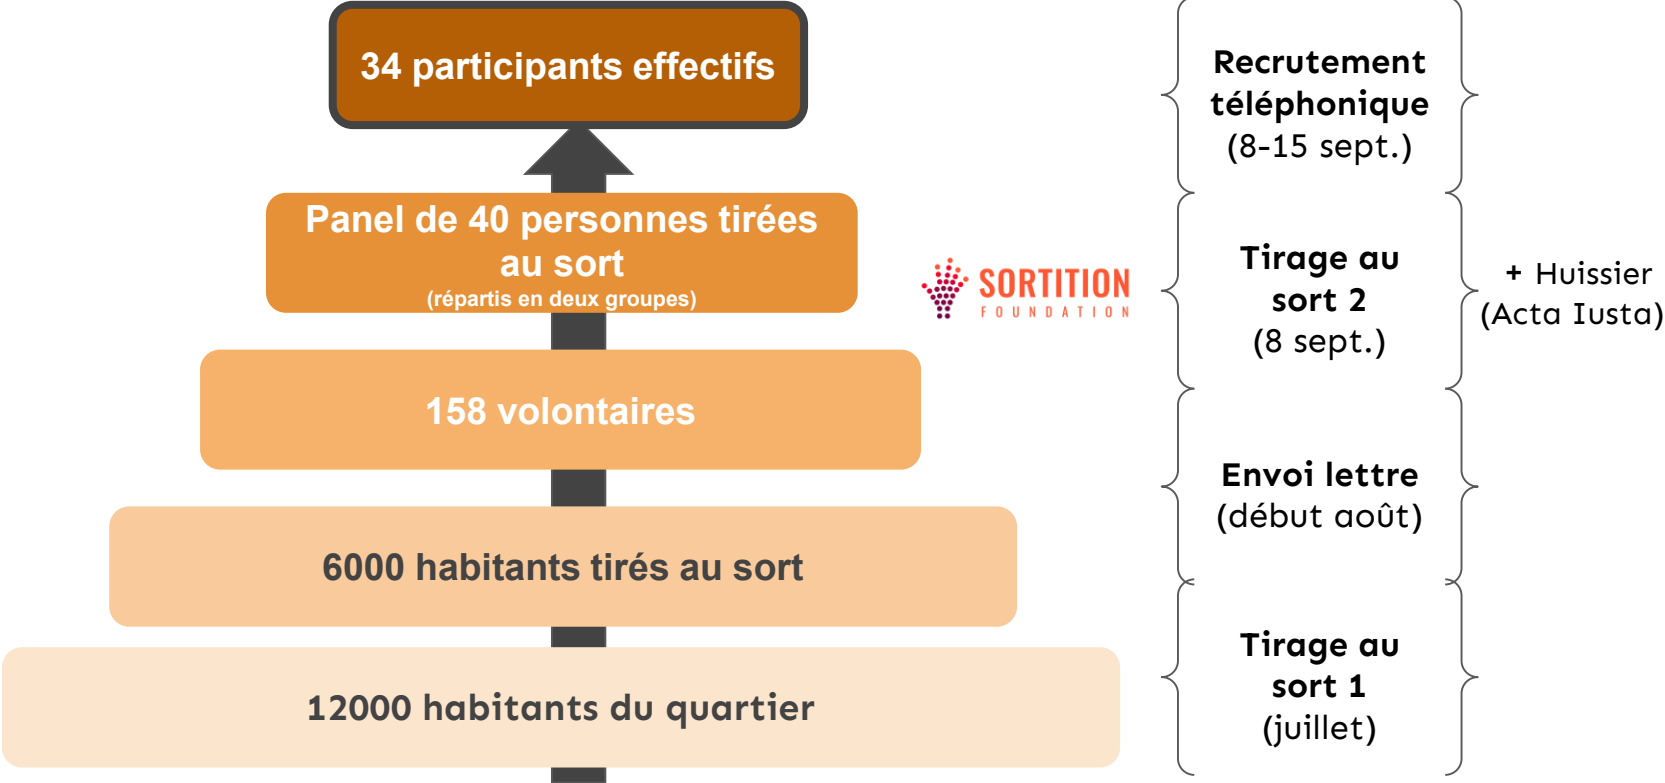 34 participants effectifs
Recrutement
téléphonique
(8-15 sept.)
Panel de 40 personnes tirées
au sort
(répartis en deux groupes)
SORTITION
FOUNDATION
Tirage au
sort 2
(8 sept.)
+ Huissier
(Acta Iusta)
158 volontaires
Envoi lettre
(début août)
6000 habitants tirés au sort
12000 habitants du quartier
Tirage au
sort 1
(juillet)